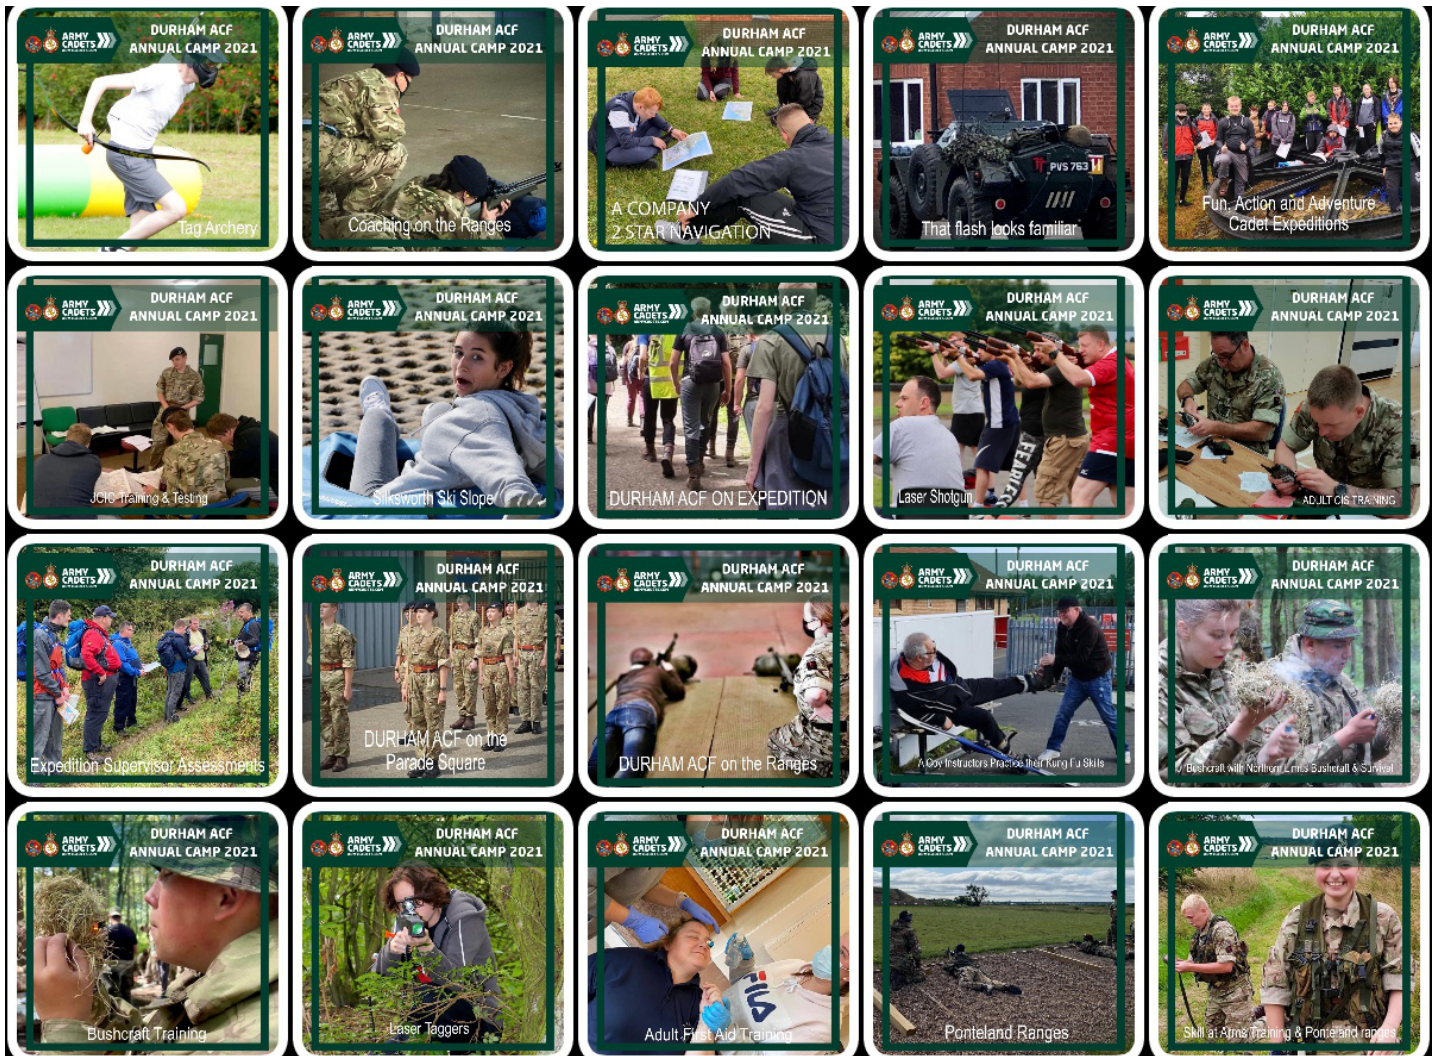 ARMY
CADETS
DURHAM ACF
ANNUAL CAMP 2021
Tag Archery
ARMY
CADETS
DURHAM ACF
ANNUAL CAMP 2021
Coaching on the Ranges
ARMY
CADETS
DURHAM ACF
ANNUAL CAMP 2021
A COMPANY
2 STAR NAVIGATION
ARMY
CADETS
DURHAM ACF
ANNUAL CAMP 2021
PVS 763
That flash looks familiar
ARMY
CADETS
DURHAM ACF
ANNUAL CAMP 2021
Fun, Action and Adventure
Cadet Expeditions
ARMY
CADETS
DURHAM ACF
ANNUAL CAMP 2021
JCIC Training & Testing
ARMY
CADETS
DURHAM ACF
ANNUAL CAMP 2021
Silksworth Ski Slope
ARMY
CADETS
DURHAM ACF
ANNUAL CAMP 2021
DURHAM ACF ON EXPEDITION
ARMY
CADETS
DURHAM ACF
ANNUAL CAMP 2021
Laser Shotgun
ARMY
CADETS
DURHAM ACF
ANNUAL CAMP 2021
ADULT CIS TRAINING
ARMY
CADETS
DURHAM ACF
ANNUAL CAMP 2021
Expedition Supervisor Assessments
ARMY
CADETS
DURHAM ACF
ANNUAL CAMP 2021
DURHAM ACF on the
Parade Square
ARMY
CADETS
DURHAM ACF
ANNUAL CAMP 2021
DURHAM ACF on the Ranges
ARMY
CADETS
DURHAM ACF
ANNUAL CAMP 2021
A Coy Instructors Practice their Kung Fu Skills
ARMY
CADETS
DURHAM ACF
ANNUAL CAMP 2021
Bushcraft with Northern Limits Bushcraft & Survival
ARMY
CADETS
DURHAM ACF
ANNUAL CAMP 2021
Bushcraft Training
ARMY
CADETS
DURHAM ACF
ANNUAL CAMP 2021
Laser Taggers
ARMY
CADETS
DURHAM ACF
ANNUAL CAMP 2021
FILA
Adult First Aid Training
ARMY
CADETS
DURHAM ACF
ANNUAL CAMP 2021
Ponteland Ranges
ARMY
CADETS
DURHAM ACF
ANNUAL CAMP 2021
Skill at Arms Training & Ponteland ranges